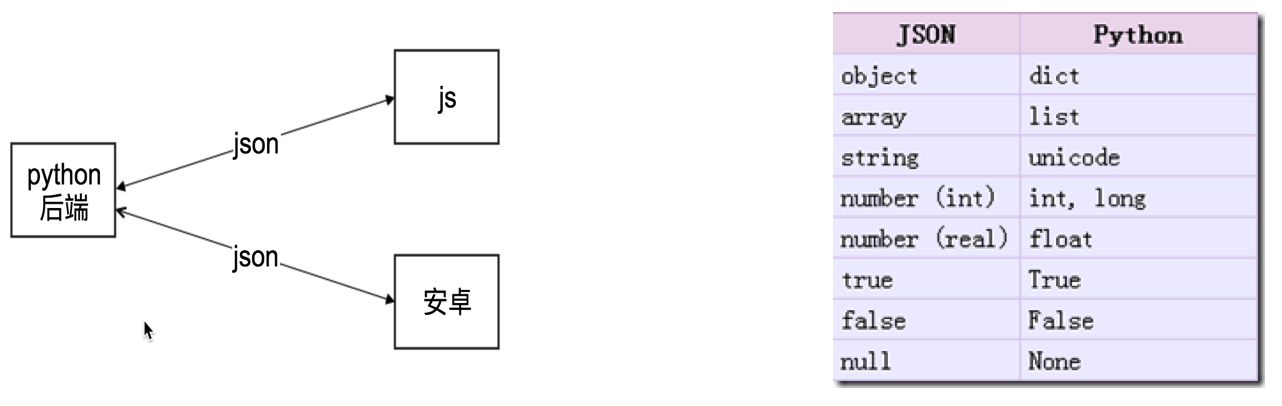 js
json
python
后端
json
安卓
JSON Python
object dict
array list
string unicode
number (int) int, long
number (real) float
true True
false False
null None